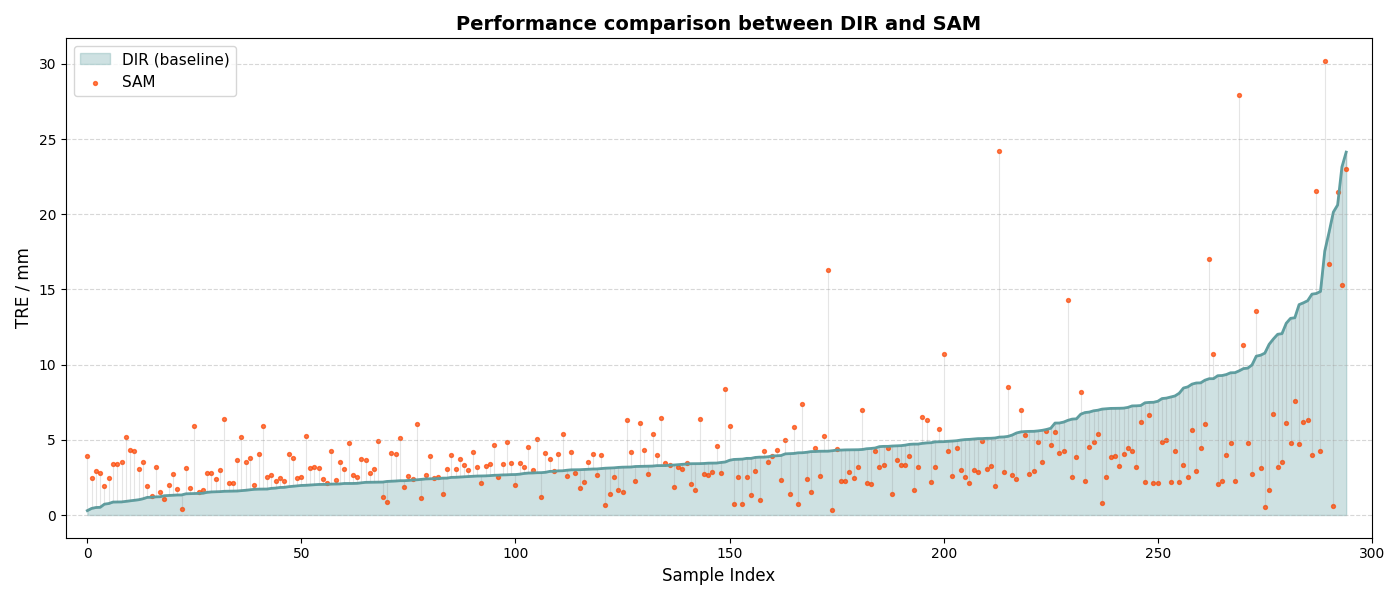 Performance comparison between DIR and SAM
DIR (baseline)
SAM
TRE / mm
30
25
20
15
10
5
0
0
50
100
150
200
250
300
Sample Index